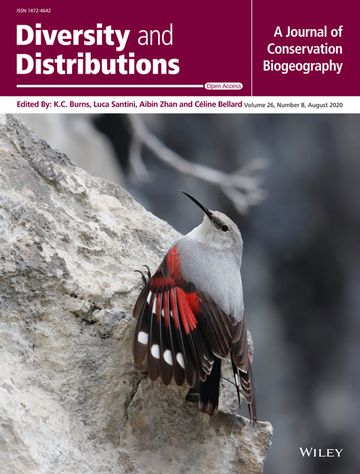 ISSN 1472-4642
Diversity and
Distributions
Open Access
A Journal of
Conservation
Biogeography
Edited By: K.C. Burns, Luca Santini, Aibin Zhan and Céline Bellard Volume 26, Number 8, August 2020
WILEY